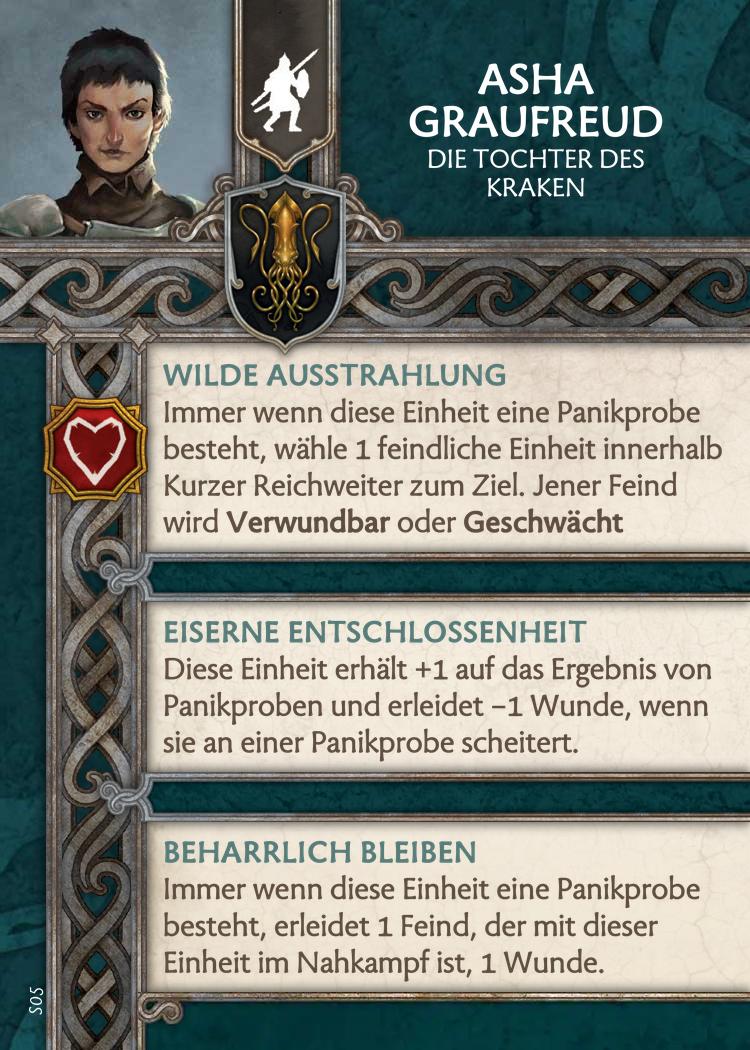 ASHA
GRAUFREUD
DIE TOCHTER DES
KRAKEN
WILDE AUSSTRAHLUNG
Immer wenn diese Einheit eine Panikprobe
besteht, wähle 1 feindliche Einheit innerhalb
Kurzer Reichweiter zum Ziel. Jener Feind
wird Verwundbar oder Geschwächt
EISERNE ENTSCHLOSSENHEIT
Diese Einheit erhält +1 auf das Ergebnis von
Panikproben und erleidet −1 Wunde, wenn
sie an einer Panikprobe scheitert.
BEHARRLICH BLEIBEN
Immer wenn diese Einheit eine Panikprobe
besteht, erleidet 1 Feind, der mit dieser
Einheit im Nahkampf ist, 1 Wunde.
S05